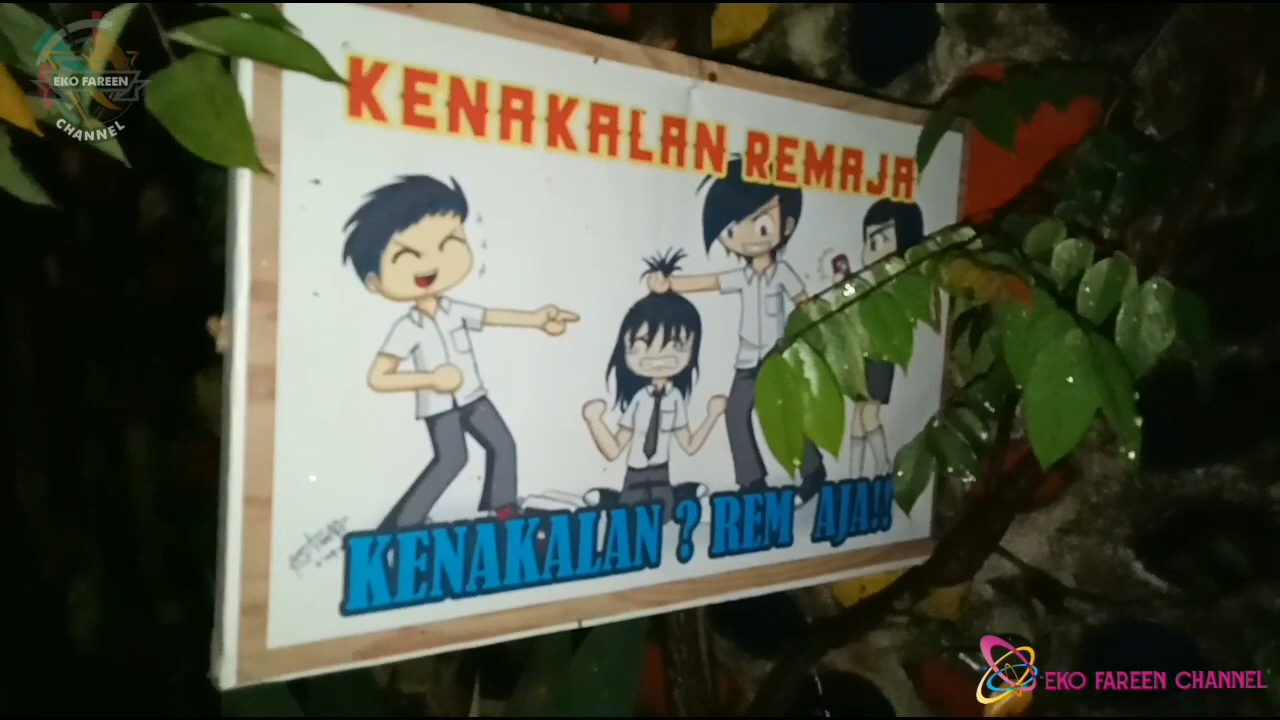 EKO FAREEN
CHANNEL
KENAKALAN REMAJA
KENAKALAN ? REM AJA!!
EKO FAREEN CHANNEL